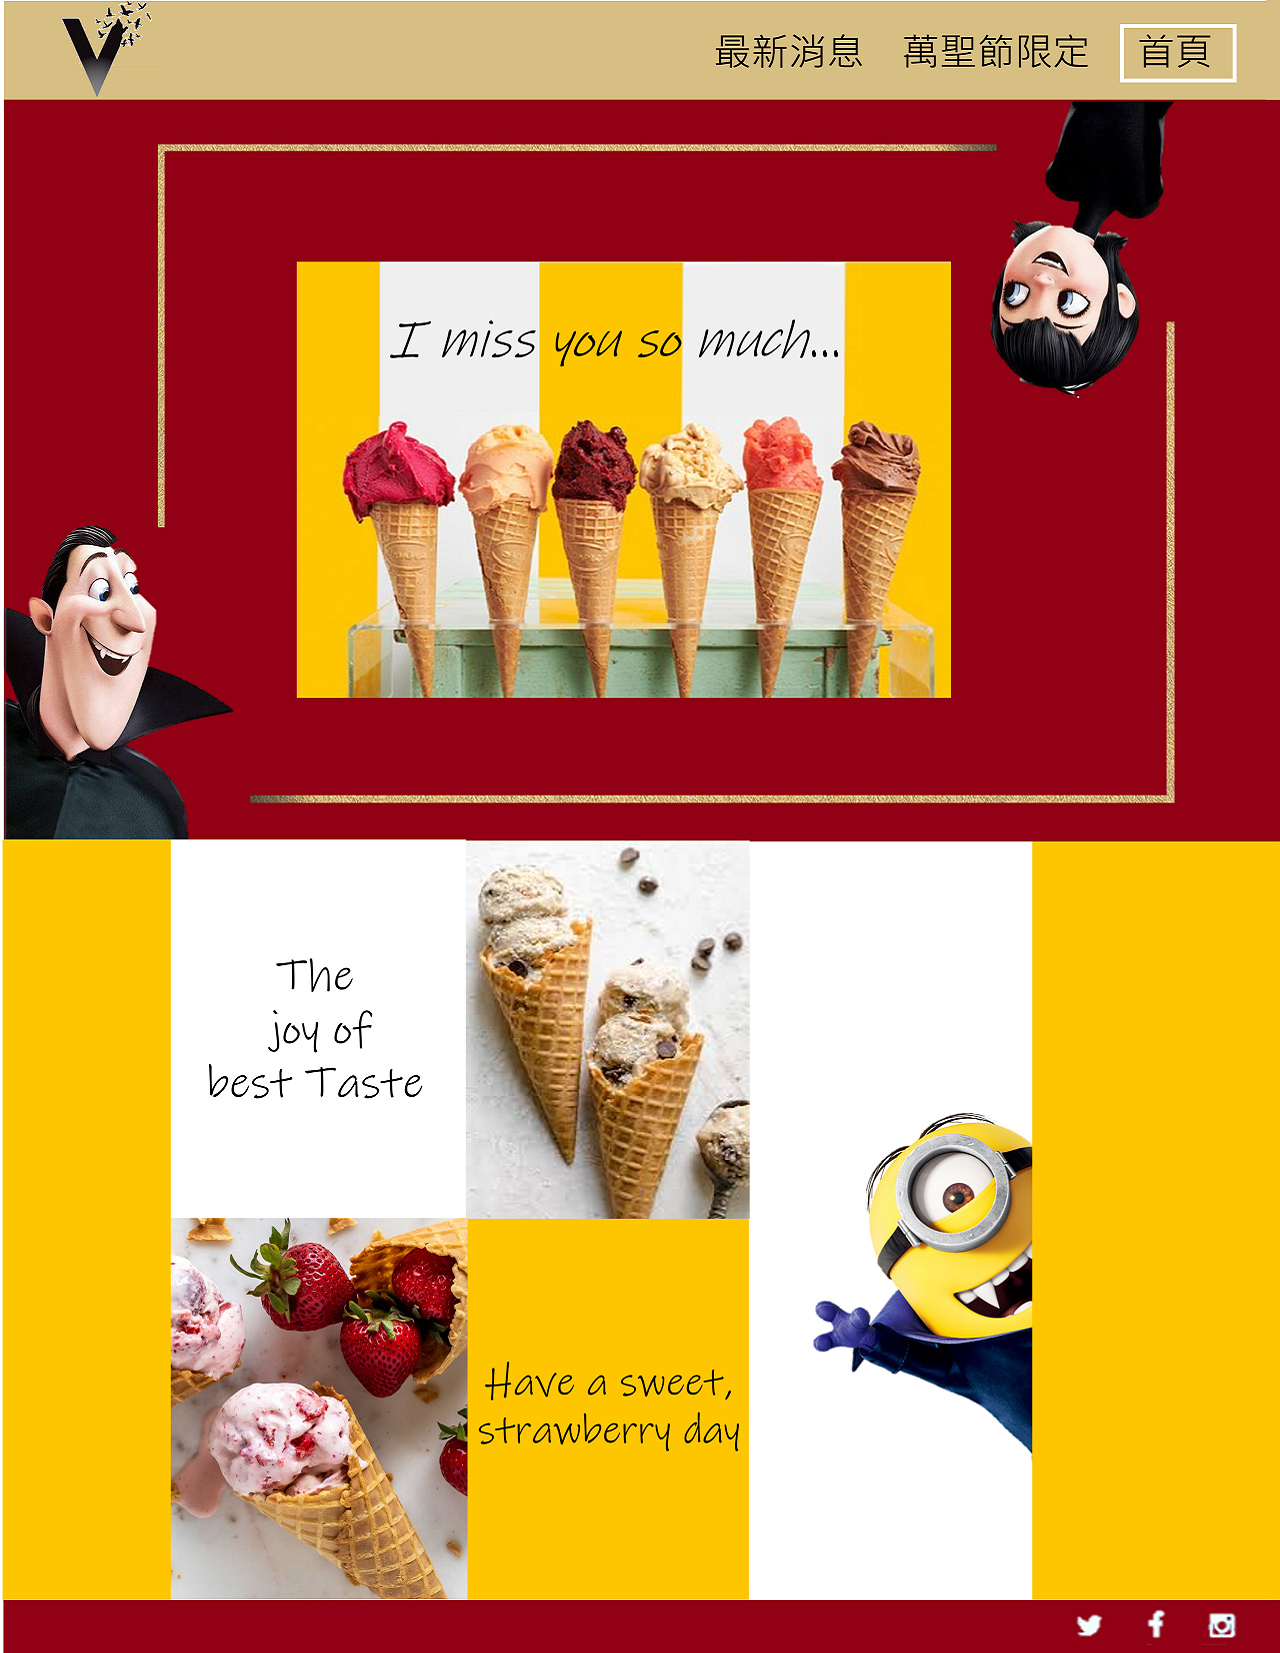 V
最新消息 萬聖節限定 首頁
I miss you so much...
The
joy of
best Taste
Have a sweet,
strawberry day